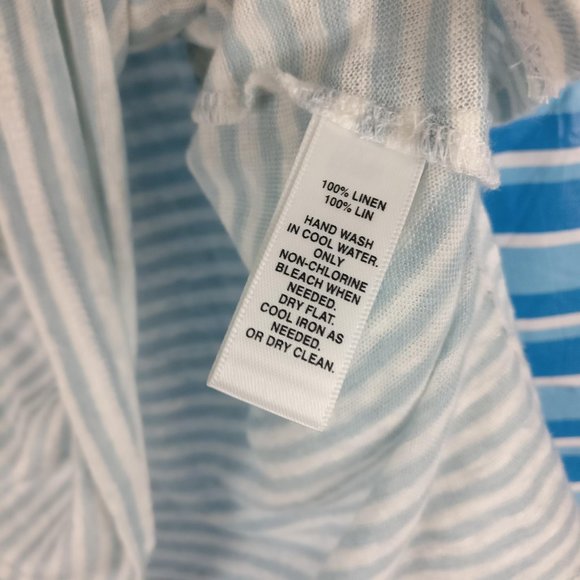 100% LINEN
100% LIN
HAND WASH
IN COOL WATER.
ONLY
NON-CHLORINE
BLEACH WHEN
NEEDED.
DRY FLAT.
COOL IRON AS
NEEDED.
OR DRY CLEAN.